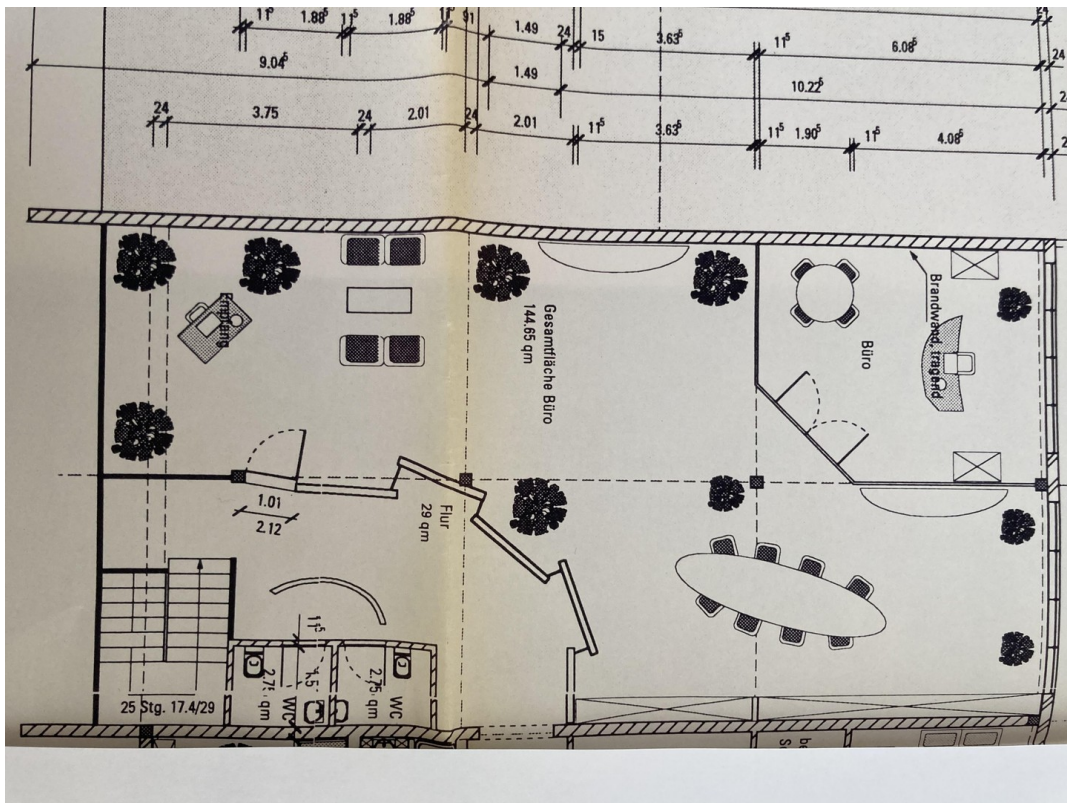 11⁵ 1.88⁵ 11⁵ 1.88⁵ 11⁵ 91 1.49 24 15 3.63⁵ 11⁵ 6.08⁵ 24
9.04⁵ 1.49 10.22⁵
24 3.75 24 2.01 24 2.01 11⁵ 3.63⁵ 11⁵ 1.90⁵ 11⁵ 4.08⁵
Empfang
Gesamtfläche Büro
144.65 qm
Büro
Brandwand, tragend
1.01
2.12
Flur
29 qm
11⁵
25 Stg. 17.4/29
WC
2.75 qm
WC
2.75 qm